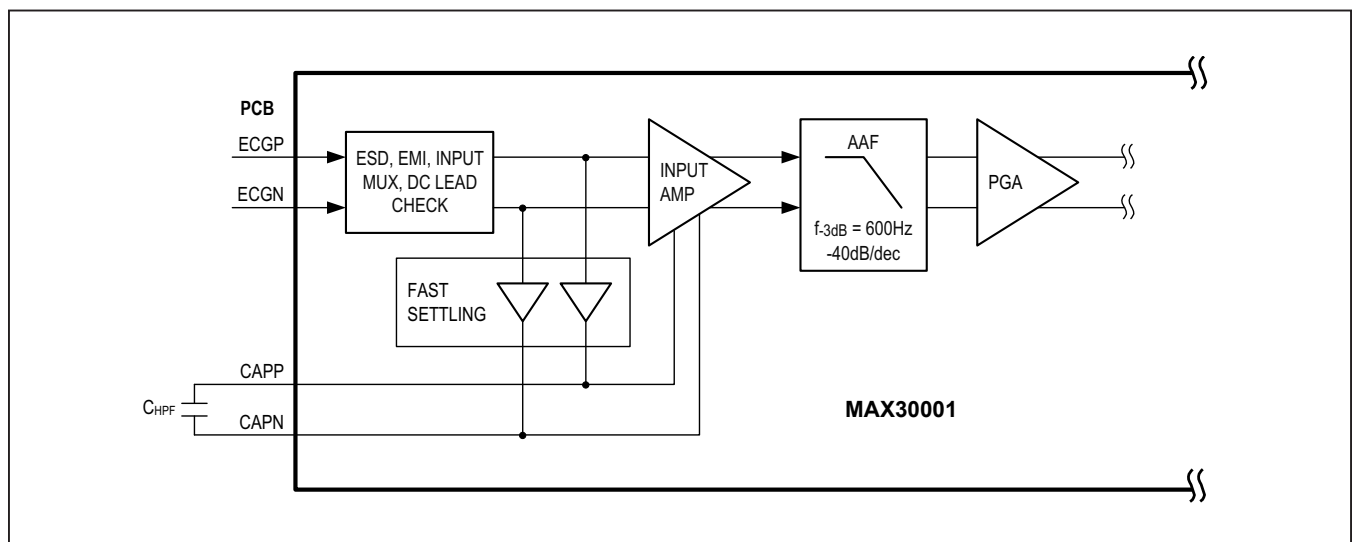 PCB
ECGP
ECGN
ESD, EMI, INPUT
MUX, DC LEAD
CHECK
INPUT
AMP
AAF
f-3dB = 600Hz
-40dB/dec
PGA
FAST
SETTLING
CAPP
CHPF
CAPN
MAX30001